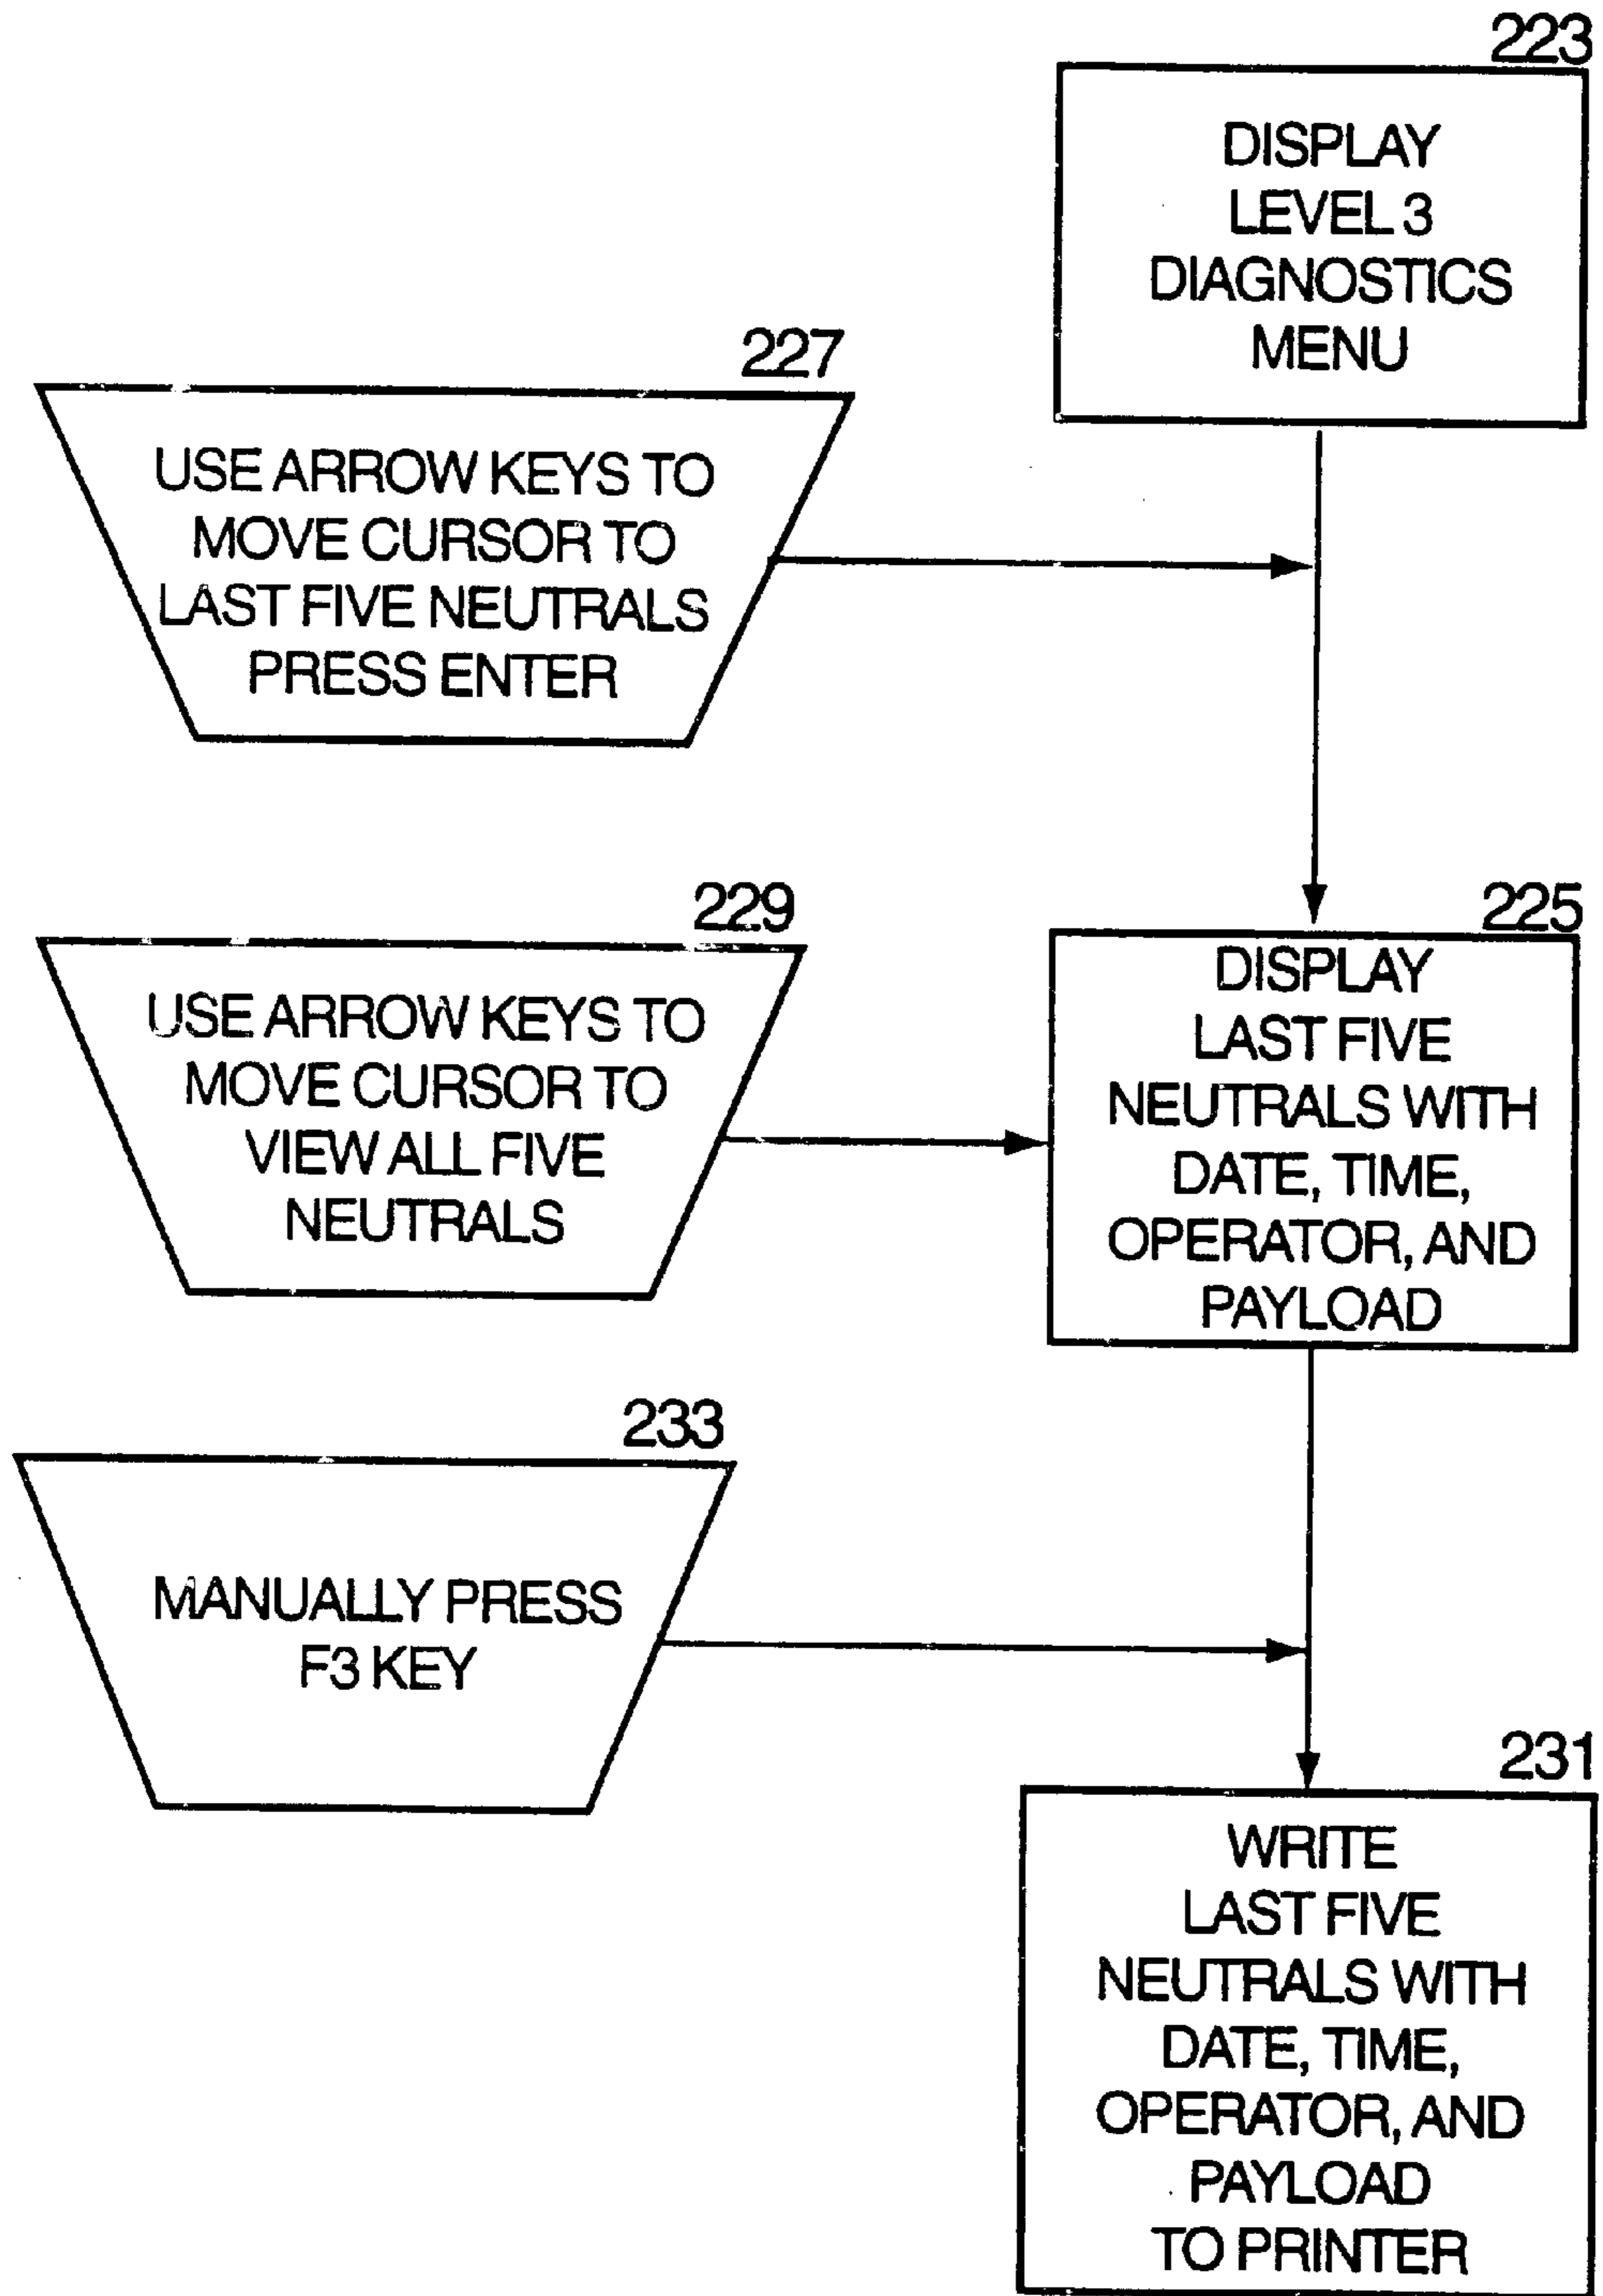 223
DISPLAY
LEVEL 3
DIAGNOSTICS
MENU
227
USE ARROW KEYS TO
MOVE CURSOR TO
LAST FIVE NEUTRALS
PRESS ENTER
229
USE ARROW KEYS TO
MOVE CURSOR TO
VIEW ALL FIVE
NEUTRALS
225
DISPLAY
LAST FIVE
NEUTRALS WITH
DATE, TIME,
OPERATOR, AND
PAYLOAD
233
MANUALLY PRESS
F3 KEY
231
WRITE
LAST FIVE
NEUTRALS WITH
DATE, TIME,
OPERATOR, AND
PAYLOAD
TO PRINTER